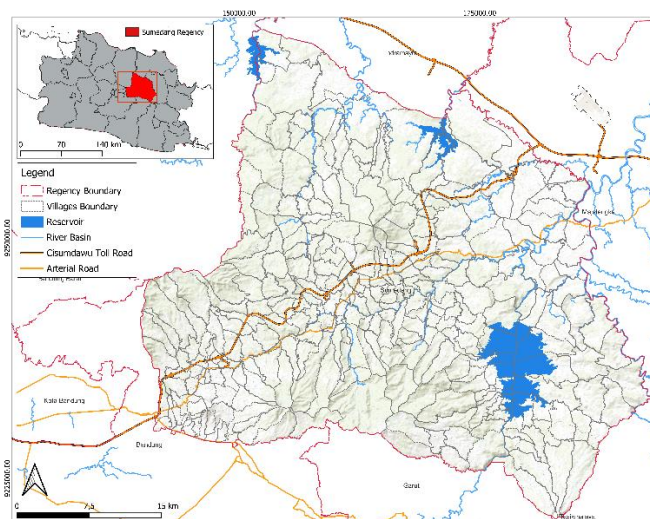 150000.00
175000.00
Sumedang Regency
0
70
140 km
Legend
Regency Boundary
Villages Boundary
Reservoir
River Basin
Cisumdawu Toll Road
Arterial Road
9250000.00
Sumedang
Kota Bandung
Bandung
Garut
9225000.00
0
7,5
15 km